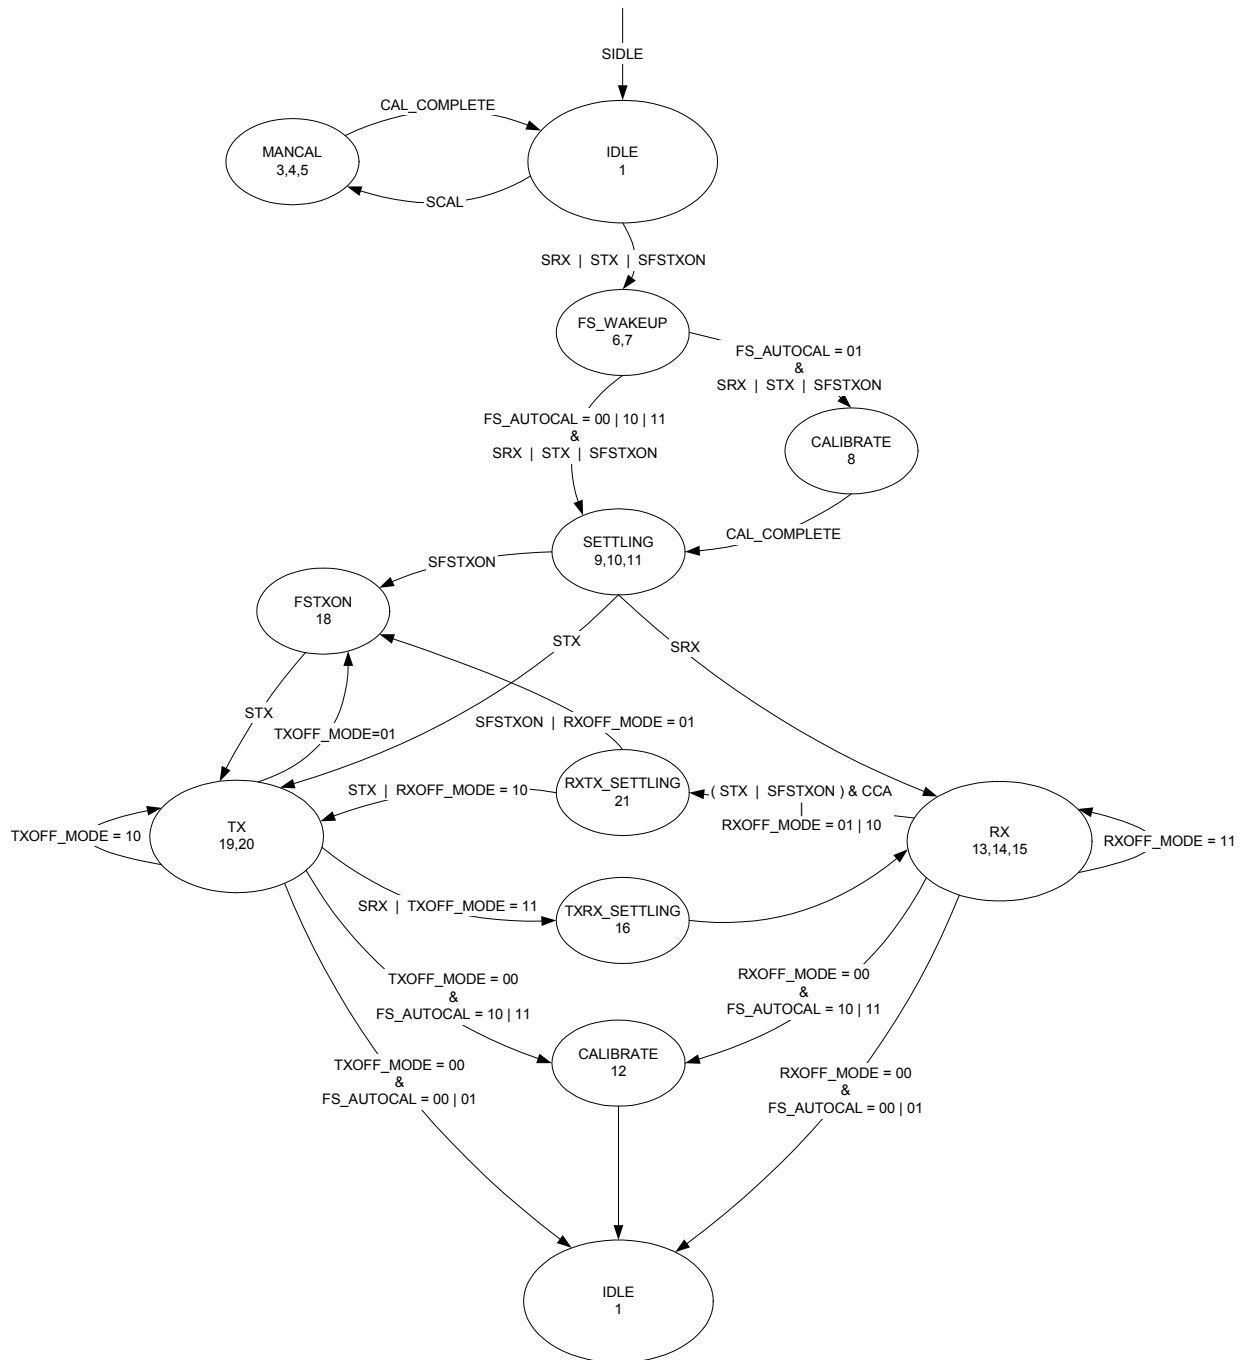 SIDLE
CAL_COMPLETE
MANCAL
3,4,5
IDLE
1
SCAL
SRX | STX | SFSTXON
FS_WAKEUP
6,7
FS_AUTOCAL = 01
&
SRX | STX | SFSTXON
FS_AUTOCAL = 00 | 10 | 11
&
SRX | STX | SFSTXON
CALIBRATE
8
CAL_COMPLETE
SETTLING
9,10,11
SFSTXON
FSTXON
18
STX
SRX
STX
TXOFF_MODE=01
SFSTXON | RXOFF_MODE = 01
STX | RXOFF_MODE = 10
RXTX_SETTLING
21
( STX | SFSTXON ) & CCA
|
RXOFF_MODE = 01 | 10
TXOFF_MODE = 10
TX
19,20
RX
13,14,15
RXOFF_MODE = 11
SRX | TXOFF_MODE = 11
TXRX_SETTLING
16
TXOFF_MODE = 00
&
FS_AUTOCAL = 10 | 11
RXOFF_MODE = 00
&
FS_AUTOCAL = 10 | 11
CALIBRATE
12
TXOFF_MODE = 00
&
FS_AUTOCAL = 00 | 01
RXOFF_MODE = 00
&
FS_AUTOCAL = 00 | 01
IDLE
1